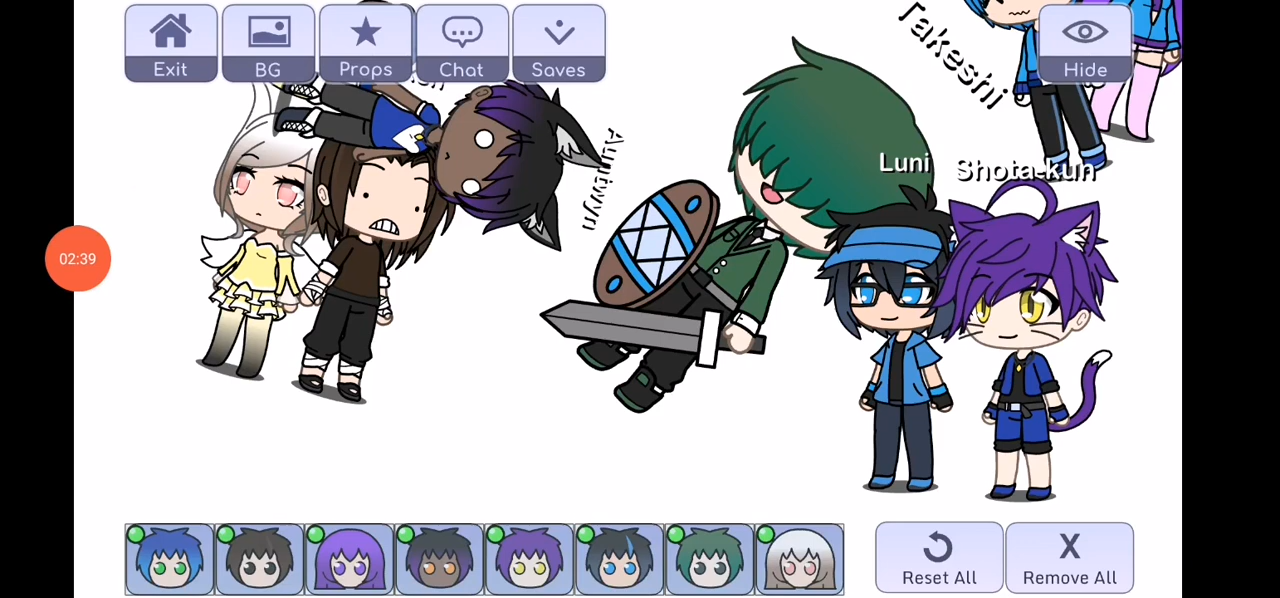 Exit
BG
Props
Chat
Saves
Hide
Takeshi
Luni
Shota-kun
02:39
Reset All
Remove All